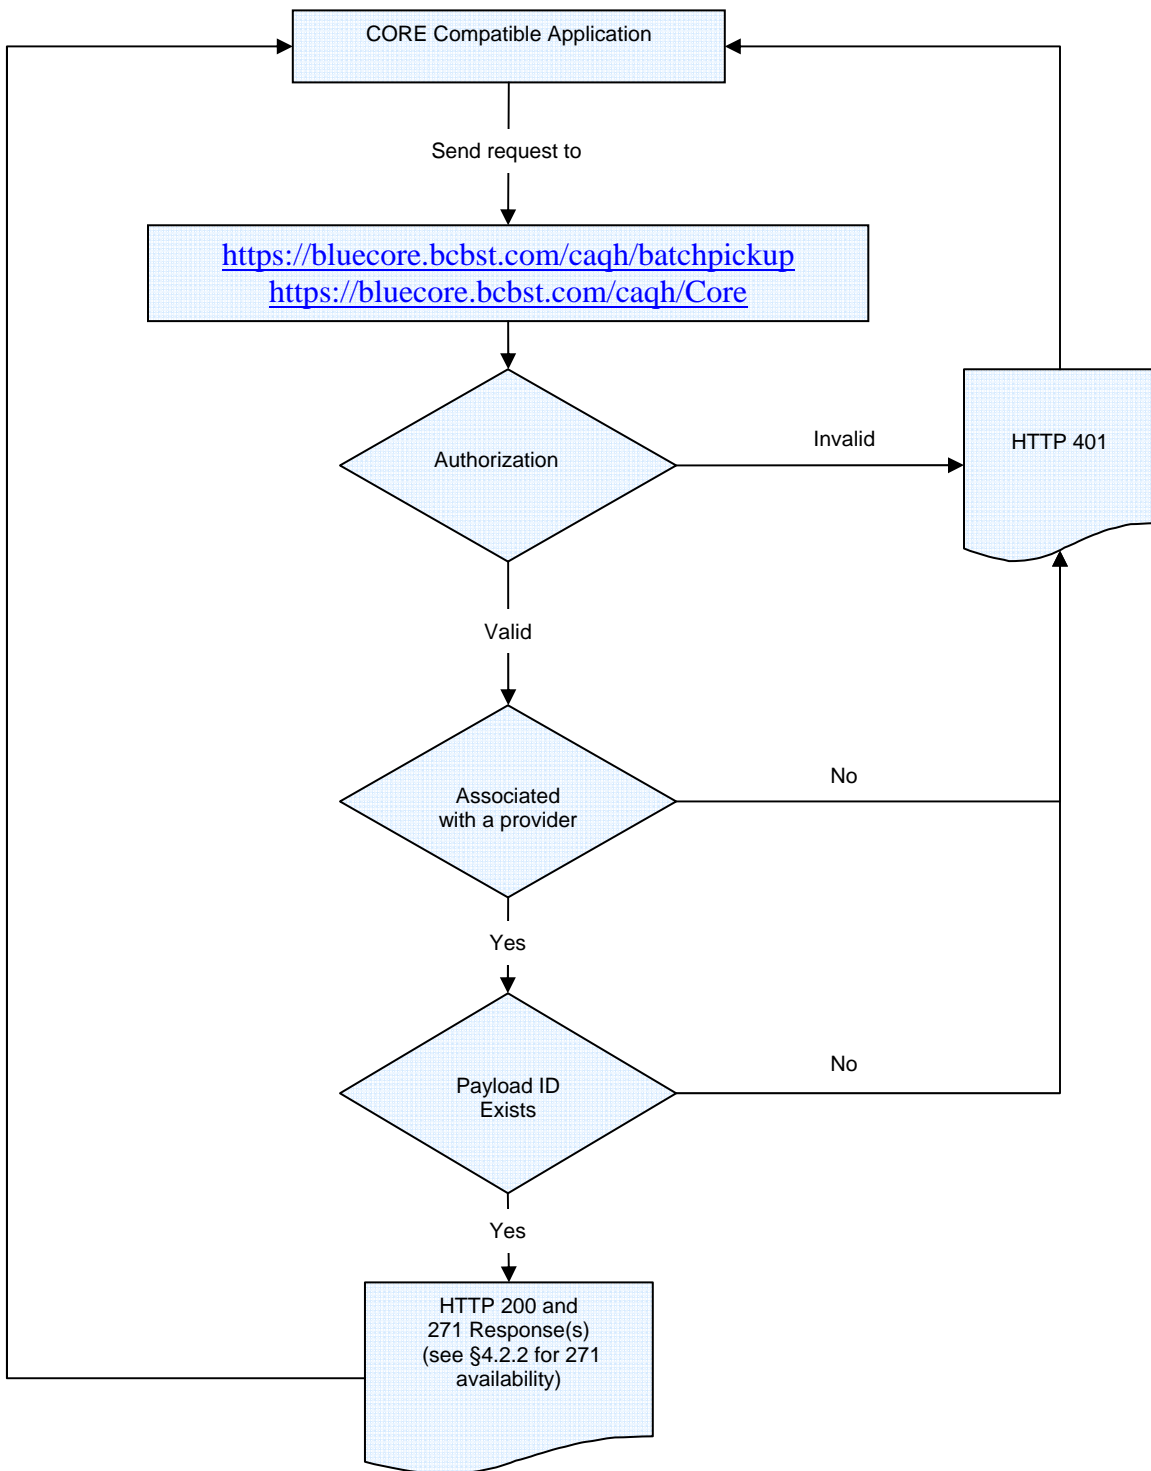 CORE Compatible Application
Send request to
https://bluecore.bcbst.com/caqh/batchpickup
https://bluecore.bcbst.com/caqh/Core
Authorization
Invalid
HTTP 401
Valid
Associated
with a provider
No
Yes
Payload ID
Exists
No
Yes
HTTP 200 and
271 Response(s)
(see §4.2.2 for 271
availability)